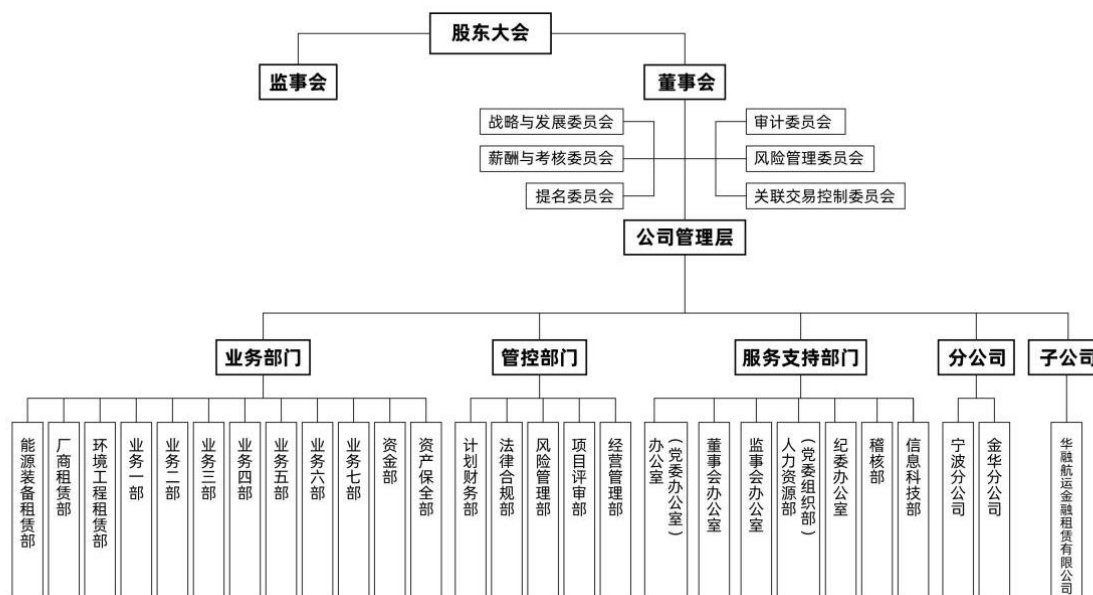 股东大会
监事会
董事会
战略与发展委员会
审计委员会
薪酬与考核委员会
风险管理委员会
提名委员会
关联交易控制委员会
公司管理层
业务部门
管控部门
服务支持部门
分公司
子公司
能源装备租赁部
厂商租赁部
环境工程租赁部
业务一部
业务二部
业务三部
业务四部
业务五部
业务六部
业务七部
资金部
资产保全部
计划财务部
法律合规部
风险管理部
项目评审部
经营管理部
办公室
(党委办公室)
董事会办公室
监事会办公室
人力资源部
(党委组织部)
纪委办公室
稽核部
信息科技部
宁波分公司
金华分公司
华融航运金融租赁有限公司